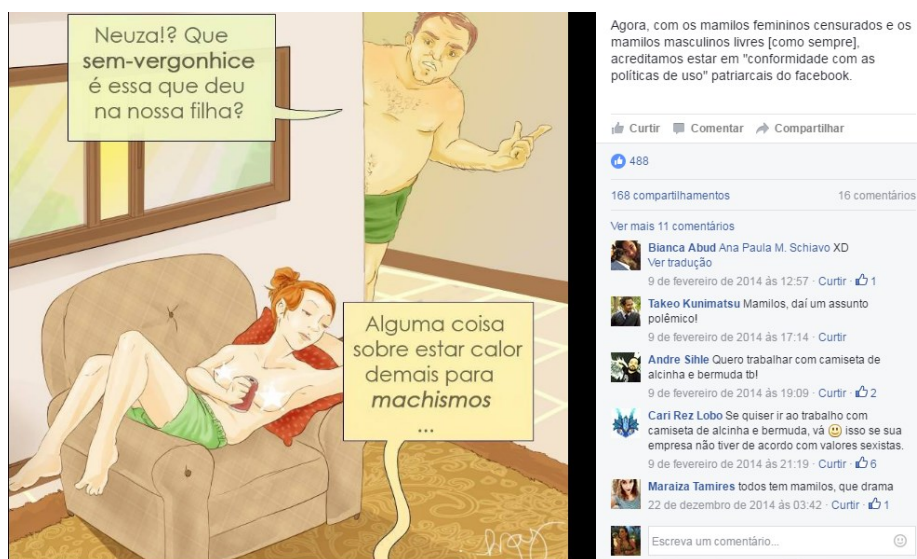 Neuza!? Que
sem-vergonhice
é essa que deu
na nossa filha?
Alguma coisa
sobre estar calor
demais para
machismos
...
Agora, com os mamilos femininos censurados e os
mamilos masculinos livres [como sempre],
acreditamos estar em "conformidade com as
políticas de uso" patriarcais do facebook.
Curtir Comentar Compartilhar
488
168 compartilhamentos 16 comentários
Ver mais 11 comentários
Bianca Abud Ana Paula M. Schiavo XD
Ver tradução
9 de fevereiro de 2014 às 12:57 · Curtir · 1
Takeo Kunimatsu Mamilos, daí um assunto
polêmico!
9 de fevereiro de 2014 às 17:14 · Curtir
Andre Sihle Quero trabalhar com camiseta de
alcinha e bermuda tb!
9 de fevereiro de 2014 às 19:09 · Curtir · 2
Cari Rez Lobo Se quiser ir ao trabalho com
camiseta de alcinha e bermuda, vá isso se sua
empresa não tiver de acordo com valores sexistas.
9 de fevereiro de 2014 às 21:19 · Curtir · 6
Maraiza Tamires todos tem mamilos, que drama
22 de dezembro de 2014 às 03:42 · Curtir · 1
Escreva um comentário...